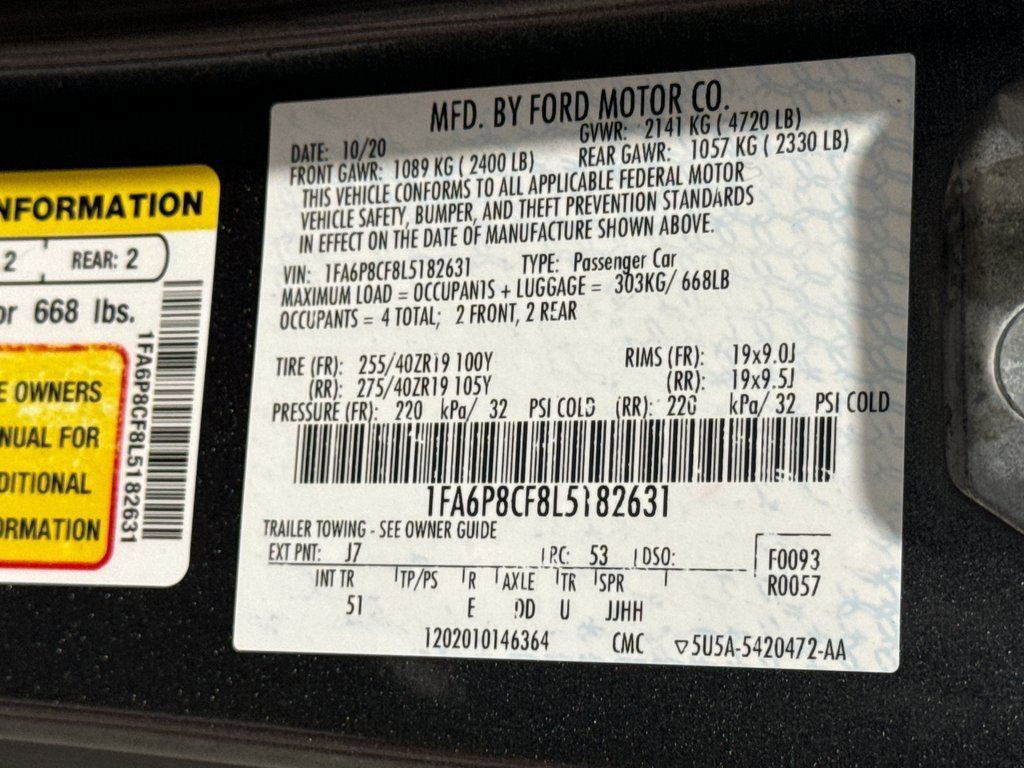 NFORMATION
2 REAR: 2
or 668 lbs.
E OWNERS
NUAL FOR
DITIONAL
ORMATION
1FA6P8CF8L5182631
MFD. BY FORD MOTOR CO.
DATE: 10/20 GVWR: 2141 KG ( 4720 LB)
FRONT GAWR: 1089 KG ( 2400 LB) REAR GAWR: 1057 KG ( 2330 LB)
THIS VEHICLE CONFORMS TO ALL APPLICABLE FEDERAL MOTOR
VEHICLE SAFETY, BUMPER, AND THEFT PREVENTION STANDARDS
IN EFFECT ON THE DATE OF MANUFACTURE SHOWN ABOVE.
VIN: 1FA6P8CF8L5182631 TYPE: Passenger Car
MAXIMUM LOAD = OCCUPANTS + LUGGAGE = 303KG/ 668LB
OCCUPANTS = 4 TOTAL; 2 FRONT, 2 REAR
TIRE (FR): 255/40ZR19 100Y RIMS (FR): 19x9.0J
(RR): 275/40ZR19 105Y (RR): 19x9.5J
PRESSURE (FR): 220 kPa/ 32 PSI COLD (RR): 220 kPa/ 32 PSI COLD
1FA6P8CF8L5182631
TRAILER TOWING - SEE OWNER GUIDE
EXT PNT: J7 RC: 53 DSO: F0093
R0057
INT TR TP/PS R AXLE TR SPR
51 E DD U JJHH
1202010146364 CMC ▽5U5A-5420472-AA